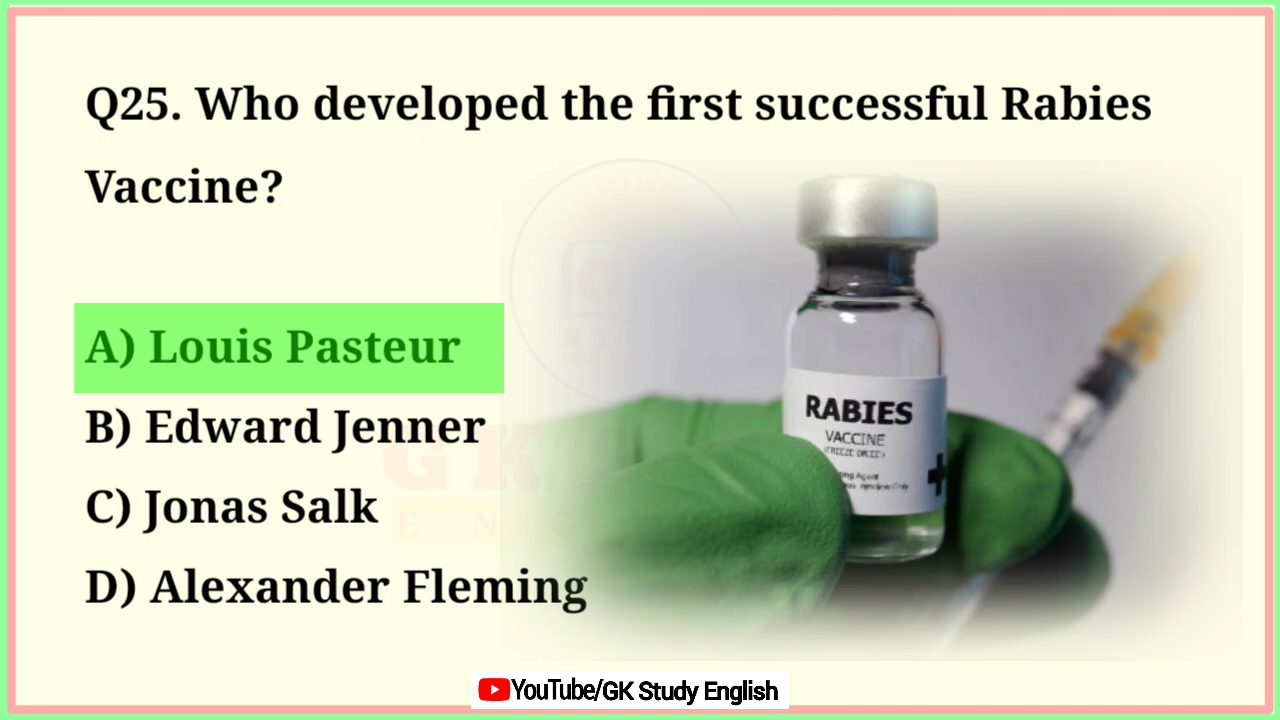 Q25. Who developed the first successful Rabies
Vaccine?
A) Louis Pasteur
B) Edward Jenner
C) Jonas Salk
D) Alexander Fleming
RABIES
VACCINE
YouTube/GK Study English